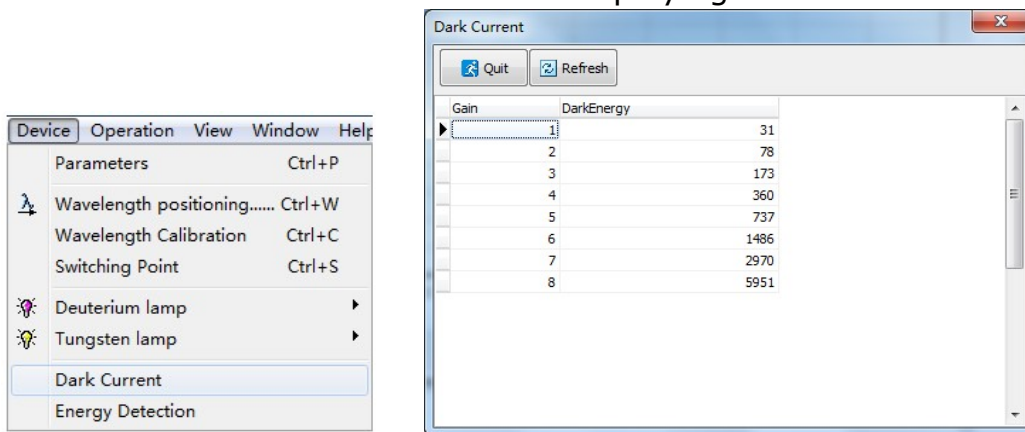 Device Operation View Window Help
Parameters Ctrl+P
Wavelength positioning...... Ctrl+W
Wavelength Calibration Ctrl+C
Switching Point Ctrl+S
Deuterium lamp
Tungsten lamp
Dark Current
Energy Detection
Dark Current
Quit Refresh
Gain DarkEnergy
1 31
2 78
3 173
4 360
5 737
6 1486
7 2970
8 5951